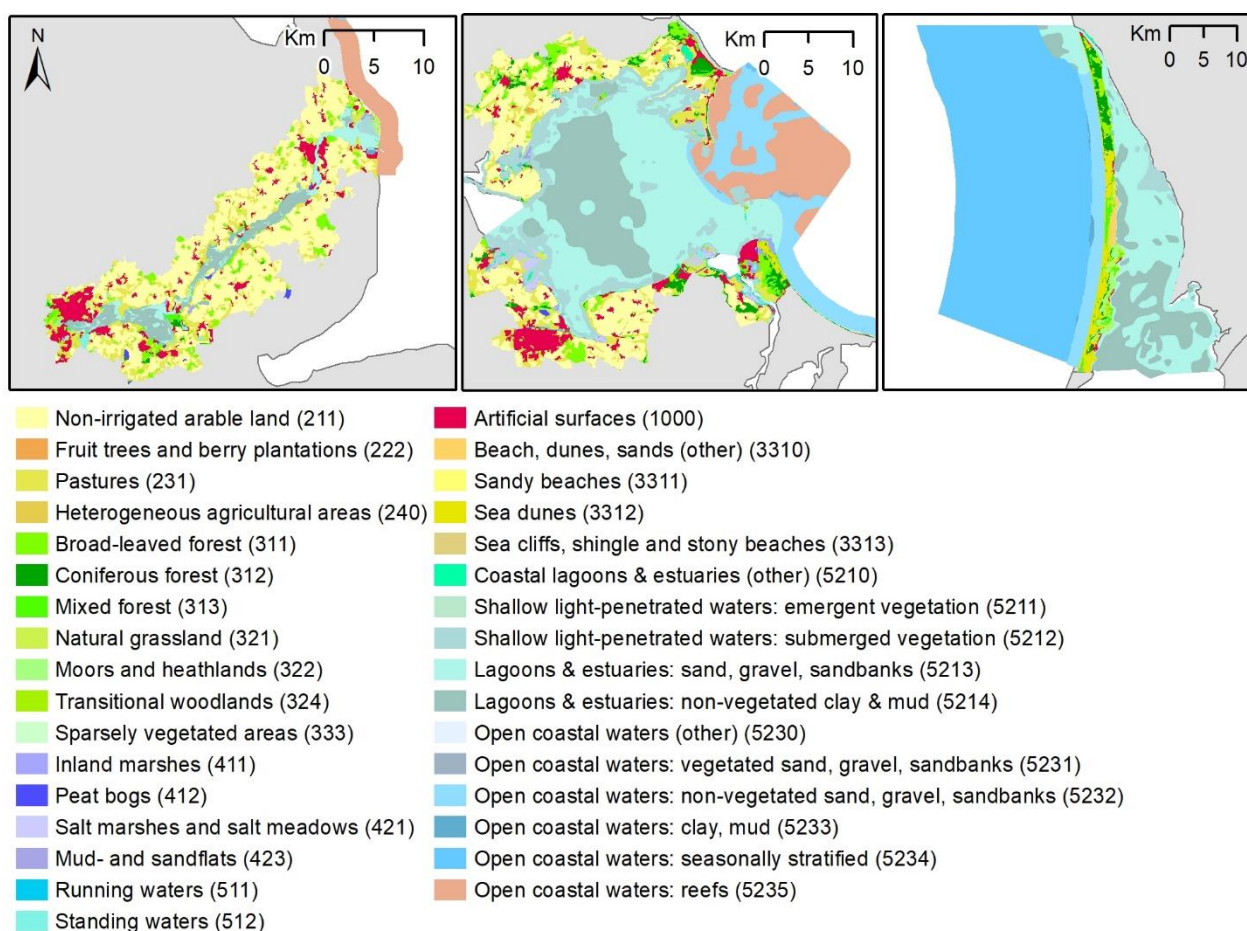 N
Km
0 5 10
Km
0 5 10
Km
0 5 10
Non-irrigated arable land (211)
Fruit trees and berry plantations (222)
Pastures (231)
Heterogeneous agricultural areas (240)
Broad-leaved forest (311)
Coniferous forest (312)
Mixed forest (313)
Natural grassland (321)
Moors and heathlands (322)
Transitional woodlands (324)
Sparsely vegetated areas (333)
Inland marshes (411)
Peat bogs (412)
Salt marshes and salt meadows (421)
Mud- and sandflats (423)
Running waters (511)
Standing waters (512)
Artificial surfaces (1000)
Beach, dunes, sands (other) (3310)
Sandy beaches (3311)
Sea dunes (3312)
Sea cliffs, shingle and stony beaches (3313)
Coastal lagoons & estuaries (other) (5210)
Shallow light-penetrated waters: emergent vegetation (5211)
Shallow light-penetrated waters: submerged vegetation (5212)
Lagoons & estuaries: sand, gravel, sandbanks (5213)
Lagoons & estuaries: non-vegetated clay & mud (5214)
Open coastal waters (other) (5230)
Open coastal waters: vegetated sand, gravel, sandbanks (5231)
Open coastal waters: non-vegetated sand, gravel, sandbanks (5232)
Open coastal waters: clay, mud (5233)
Open coastal waters: seasonally stratified (5234)
Open coastal waters: reefs (5235)